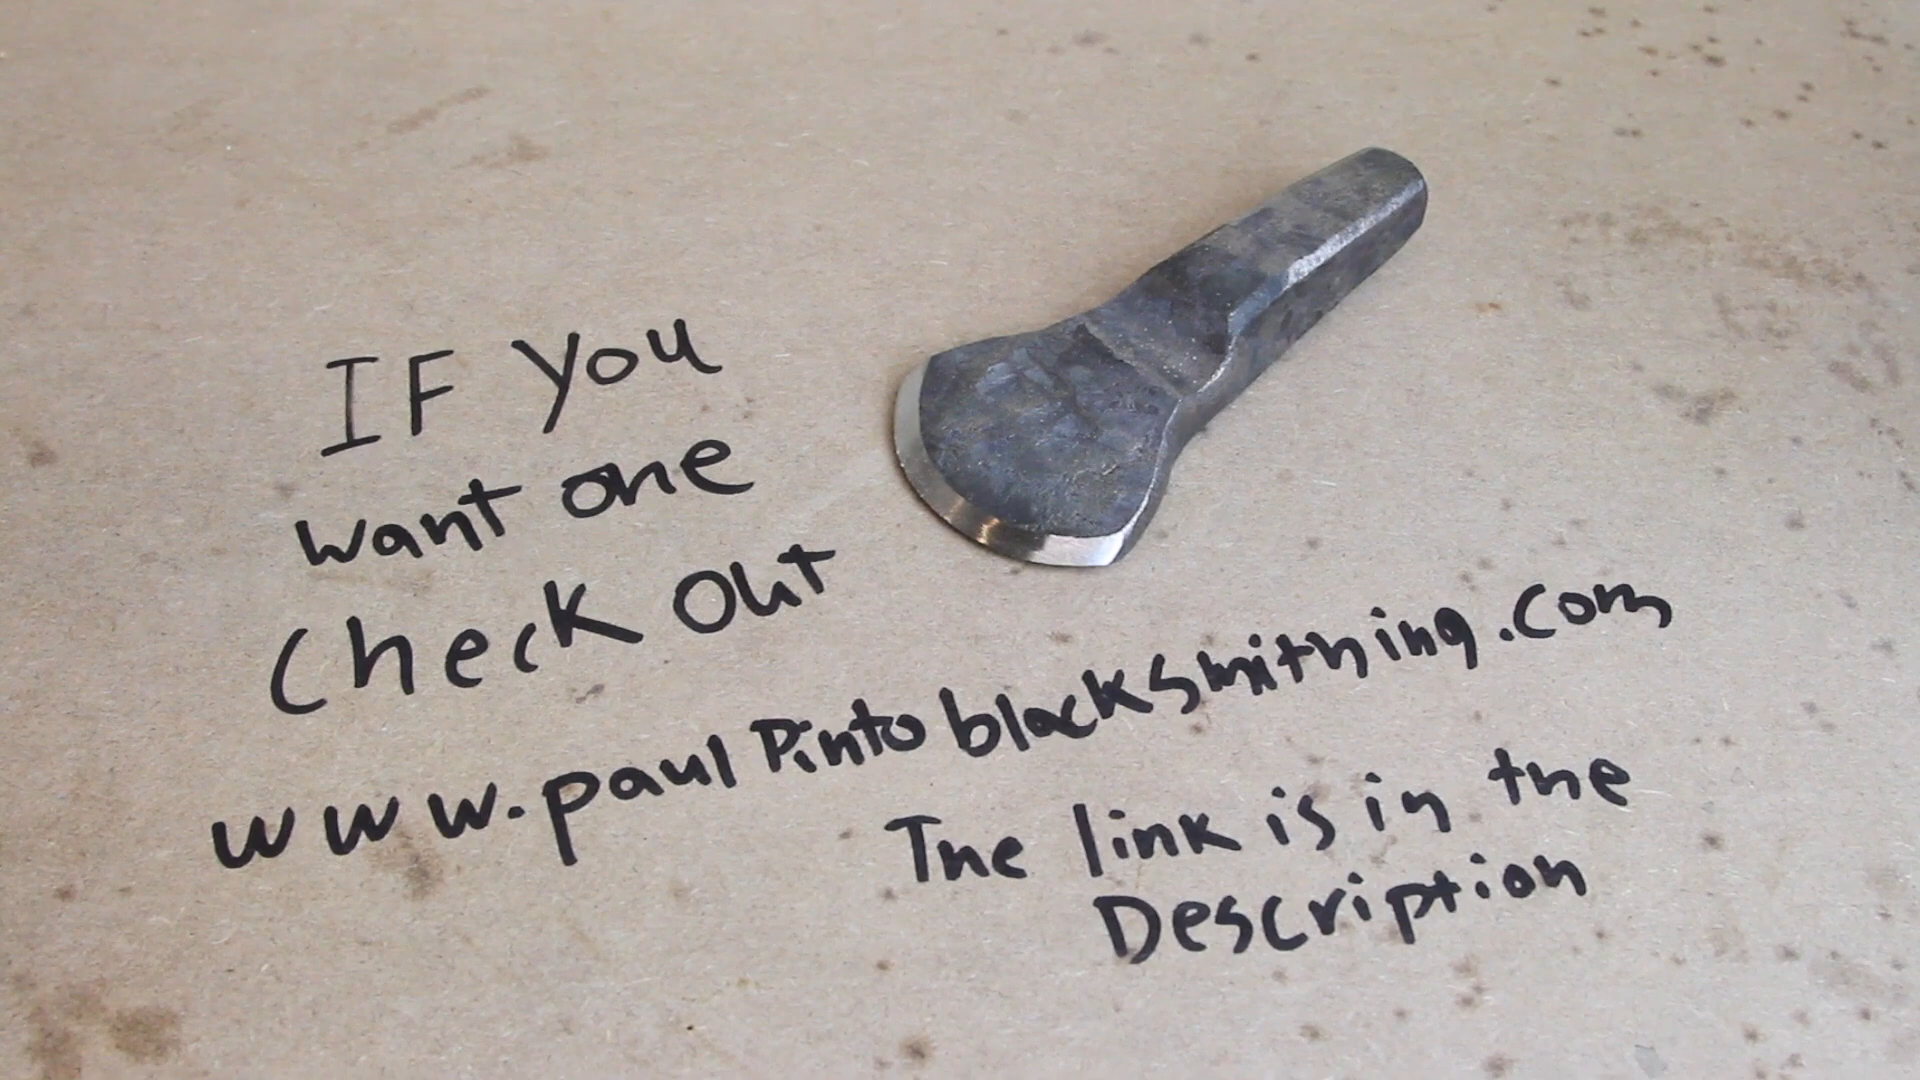 IF You
want one
Check Out
www.paulPintoblacksmithing.com
The link is in the
Description